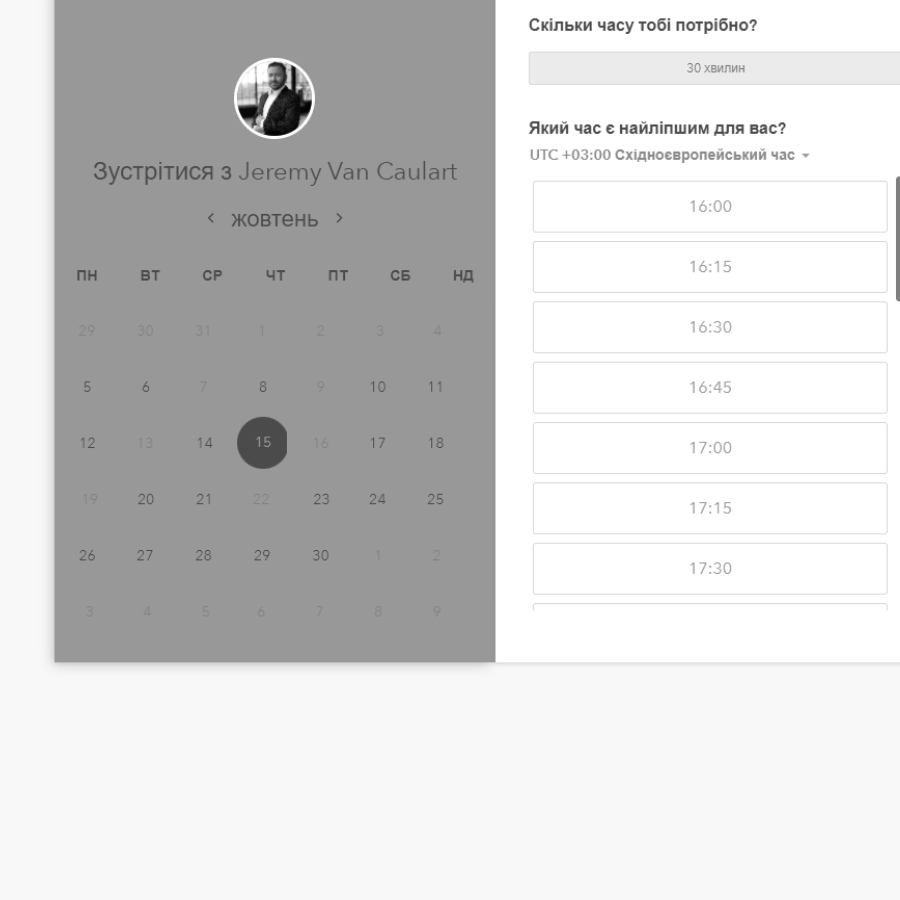 Зустрітися з Jeremy Van Caulart
жовтень
ПН ВТ СР ЧТ ПТ СБ НД
29 30 31 1 2 3 4
5 6 7 8 9 10 11
12 13 14 15 16 17 18
19 20 21 22 23 24 25
26 27 28 29 30 1 2
3 4 5 6 7 8 9
Скільки часу тобі потрібно?
30 хвилин
Який час є найліпшим для вас?
UTC +03:00 Східноєвропейський час
16:00
16:15
16:30
16:45
17:00
17:15
17:30